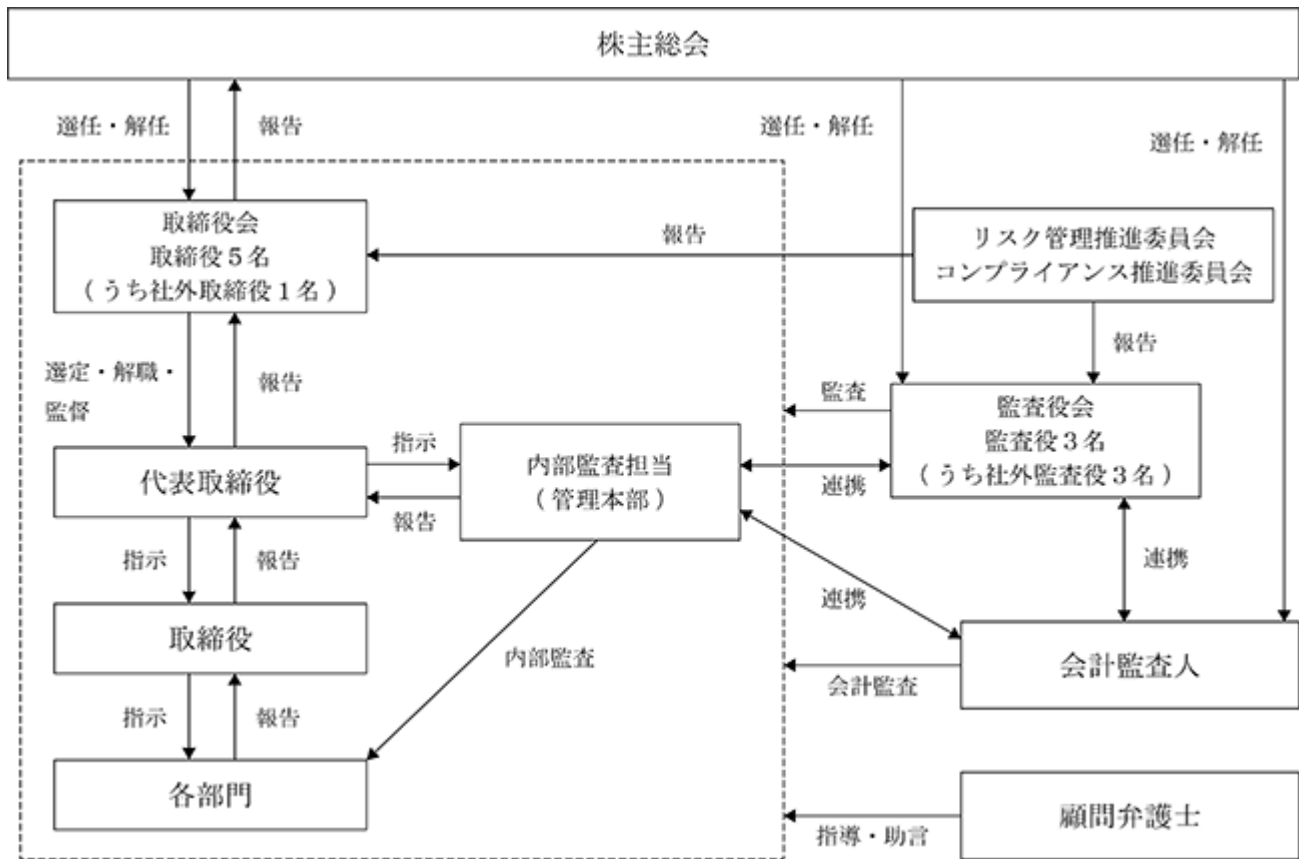 株主総会
選任・解任
報告
選任・解任
選任・解任
取締役会
取締役5名
(うち社外取締役1名)
報告
リスク管理推進委員会
コンプライアンス推進委員会
選定・解職・
監督
報告
報告
監査
監査役会
監査役3名
(うち社外監査役3名)
代表取締役
指示
報告
内部監査担当
(管理本部)
連携
指示
報告
連携
連携
取締役
内部監査
会計監査
会計監査人
指示
報告
各部門
指導・助言
顧問弁護士